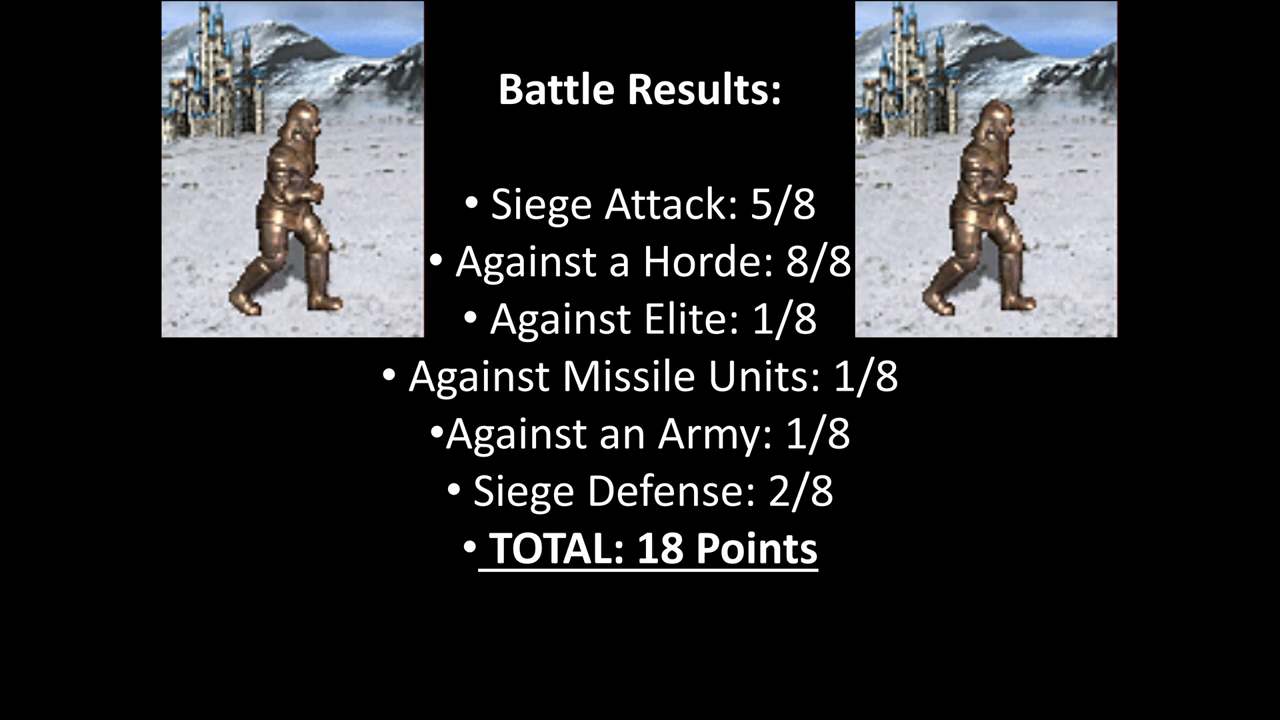 Battle Results:
• Siege Attack: 5/8
• Against a Horde: 8/8
• Against Elite: 1/8
• Against Missile Units: 1/8
•Against an Army: 1/8
• Siege Defense: 2/8
• TOTAL: 18 Points